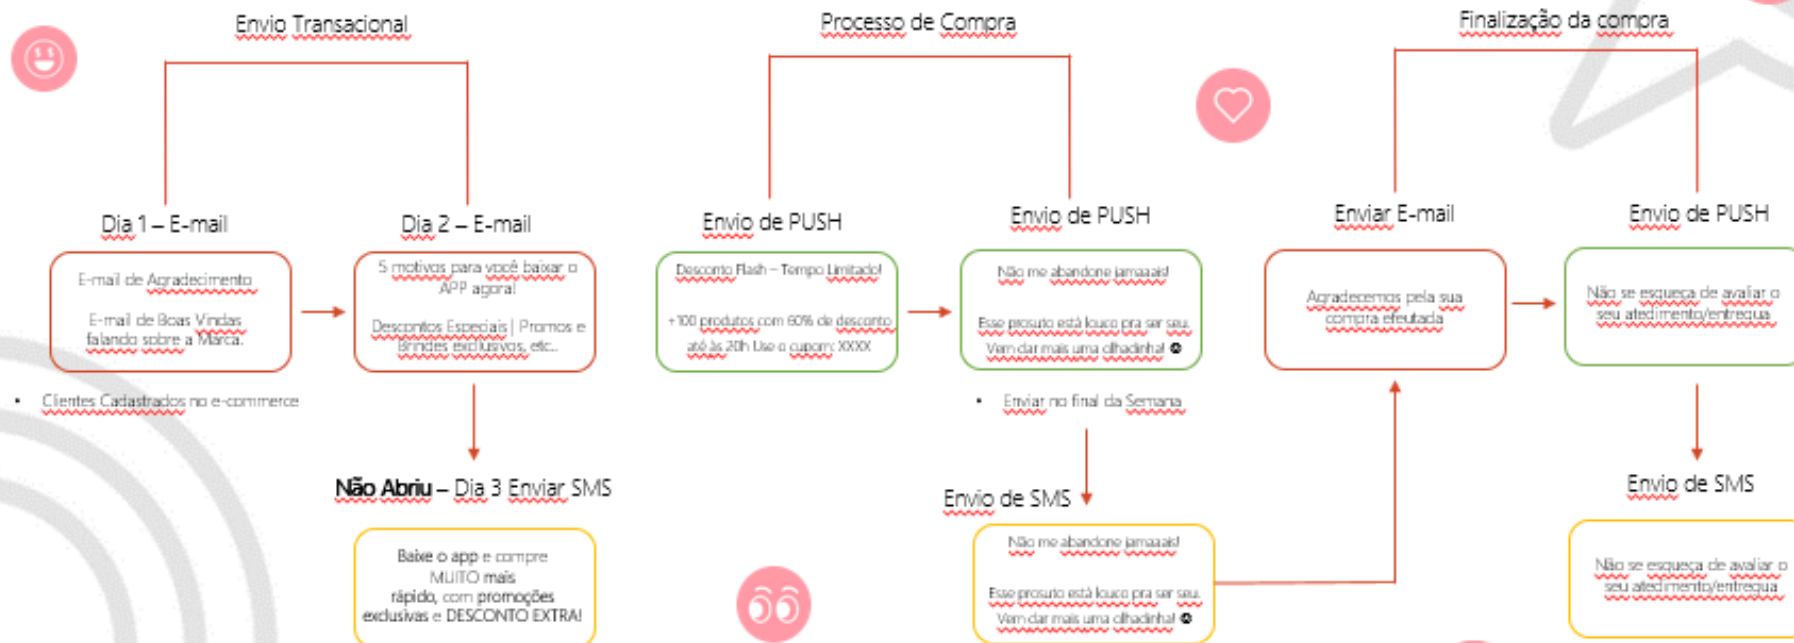 Envio Transacional
Dia 1 – E-mail
E-mail de Agradecimento
E-mail de Boas Vindas
falando sobre a Marca.
• Clientes Cadastrados no e-commerce
Dia 2 – E-mail
5 motivos para você baixar o
APP agora!
Descontos Especiais | Promos e
Brindes exclusivos, etc..
Não Abriu – Dia 3 Enviar SMS
Baixe o app e compre
MUITO mais
rápido, com promoções
exclusivas e DESCONTO EXTRA!
Processo de Compra
Envio de PUSH
Desconto Flash – Tempo Limitado!
+100 produtos com 60% de desconto
até às 20h Use o cupom: XXXX
Envio de PUSH
Não me abandone jamaaais!
Esse prosuto está louco pra ser seu.
Vem dar mais uma olhadinha!
• Enviar no final da Semana
Envio de SMS
Não me abandone jamaaais!
Esse prosuto está louco pra ser seu.
Vem dar mais uma olhadinha!
Finalização da compra
Enviar E-mail
Agradecemos pela sua
compra efeutada
Envio de PUSH
Não se esqueça de avaliar o
seu atedimento/entrequa
Envio de SMS
Não se esqueça de avaliar o
seu atedimento/entrequa